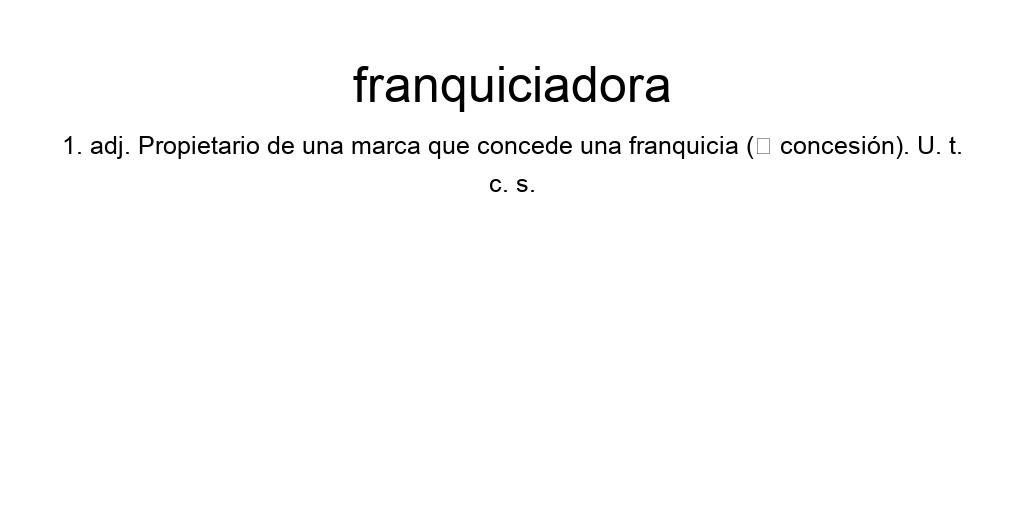 franquiciadora
1. adj. Propietario de una marca que concede una franquicia (□ concesión). U. t.
c. s.